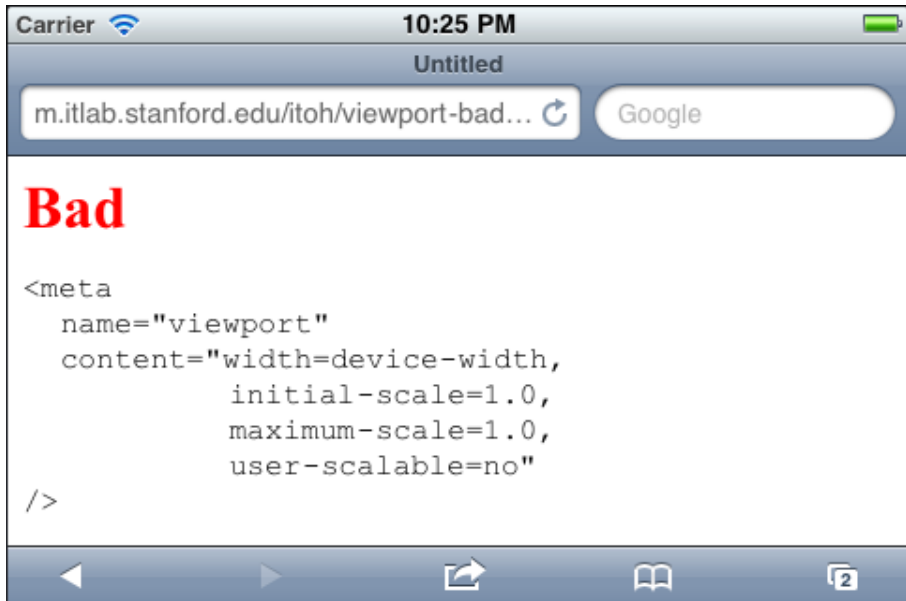 Carrier 10:25 PM
Untitled
m.itlab.stanford.edu/itoh/viewport-bad... Google
Bad
<meta
  name="viewport"
  content="width=device-width,
           initial-scale=1.0,
           maximum-scale=1.0,
           user-scalable=no"
/>
2